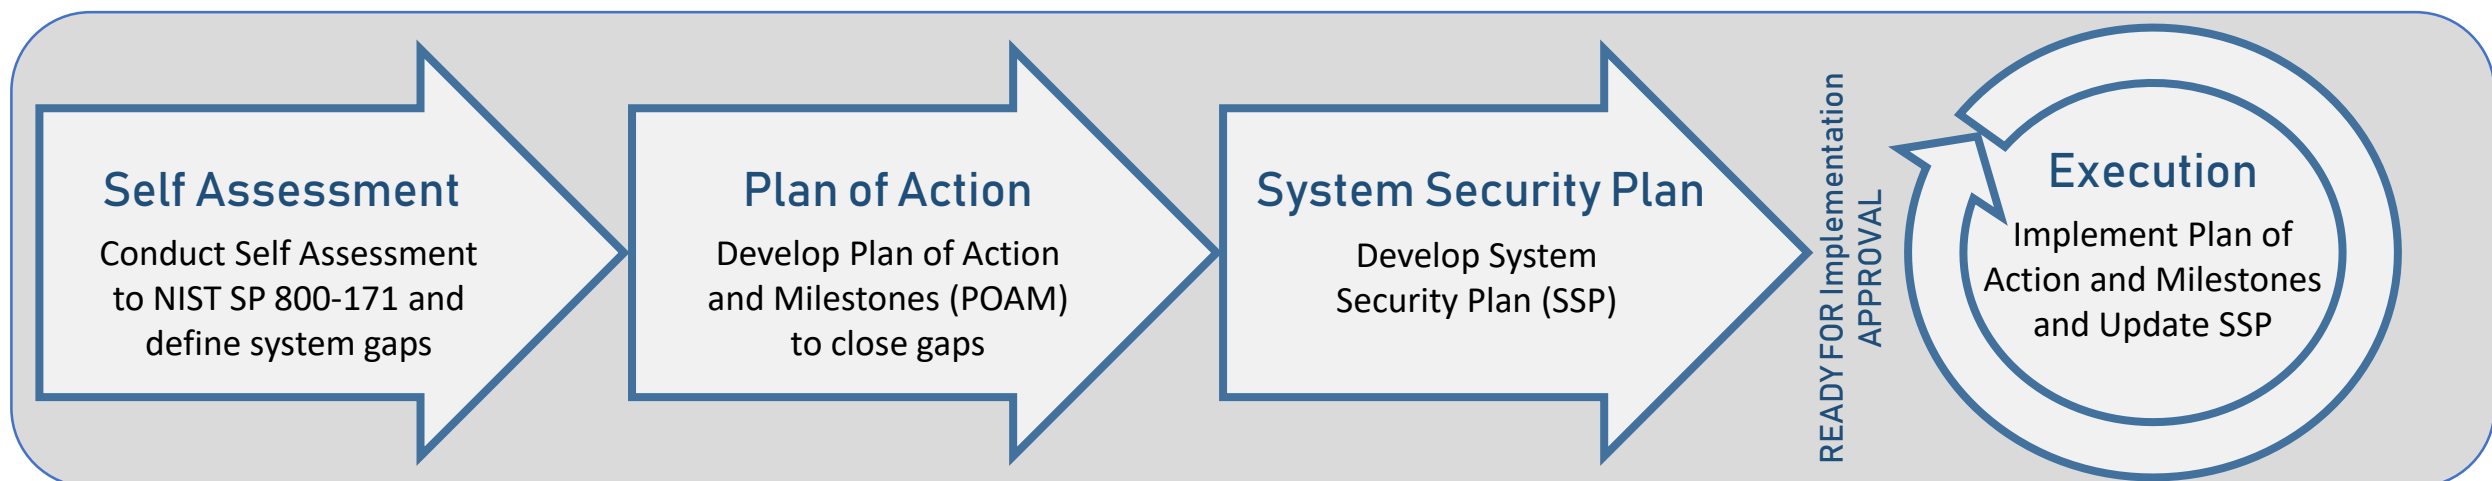 Self Assessment
Conduct Self Assessment
to NIST SP 800-171 and
define system gaps
Plan of Action
Develop Plan of Action
and Milestones (POAM)
to close gaps
System Security Plan
Develop System
Security Plan (SSP)
READY FOR Implementation
APPROVAL
Execution
Implement Plan of
Action and Milestones
and Update SSP